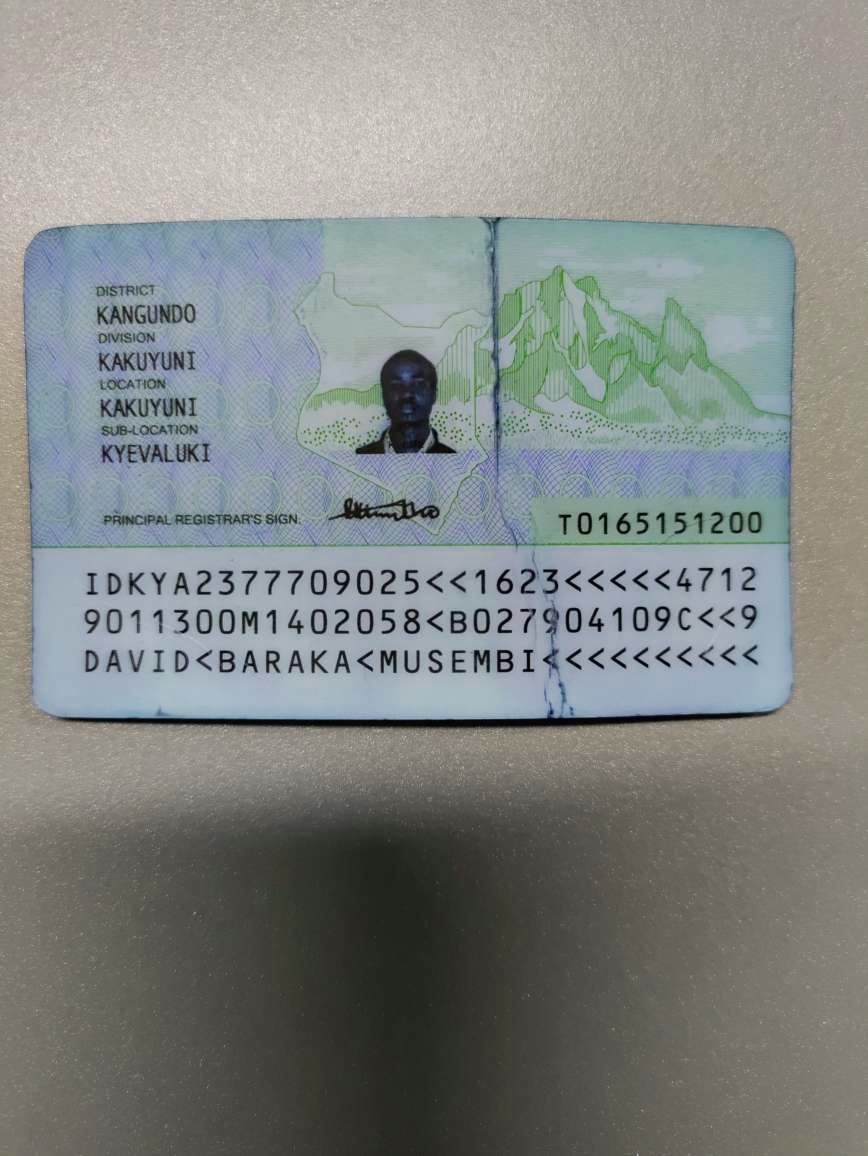 DISTRICT
KANGUNDO
DIVISION
KAKUYUNI
LOCATION
KAKUYUNI
SUB-LOCATION
KYEVALUKI
PRINCIPAL REGISTRAR'S SIGN.
T0165151200
IDKYA2377709025<<1623<<<<<4712
9011300M1402058<B027904109C<<9
DAVID<BARAKA<MUSEMBI<<<<<<<<<<